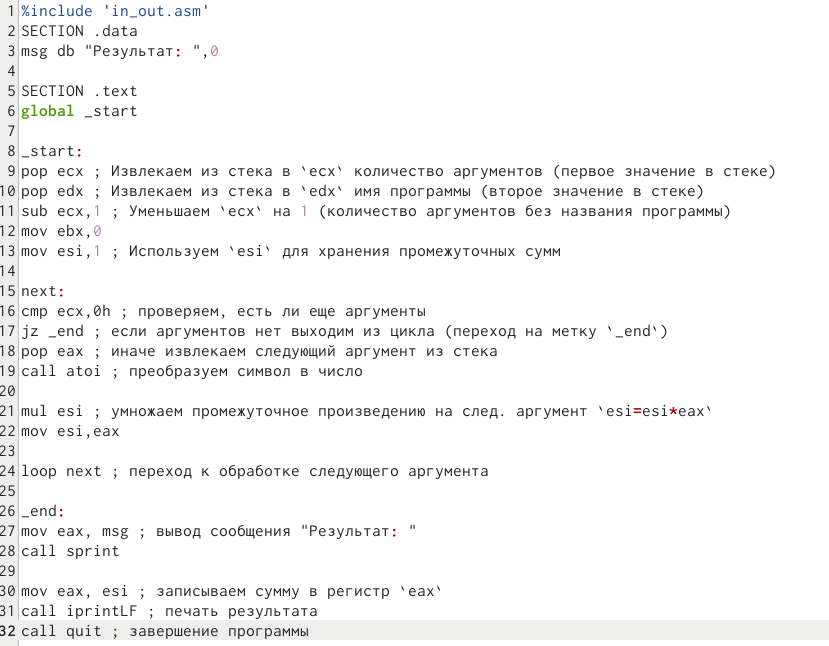 1 %include 'in_out.asm'
2 SECTION .data
3 msg db "Результат: ",0
4
5 SECTION .text
6 global _start
7
8 _start:
9 pop ecx ; Извлекаем из стека в `ecx` количество аргументов (первое значение в стеке)
10 pop edx ; Извлекаем из стека в `edx` имя программы (второе значение в стеке)
11 sub ecx,1 ; Уменьшаем `ecx` на 1 (количество аргументов без названия программы)
12 mov ebx,0
13 mov esi,1 ; Используем `esi` для хранения промежуточных сумм
14
15 next:
16 cmp ecx,0h ; проверяем, есть ли еще аргументы
17 jz _end ; если аргументов нет выходим из цикла (переход на метку `_end`)
18 pop eax ; иначе извлекаем следующий аргумент из стека
19 call atoi ; преобразуем символ в число
20
21 mul esi ; умножаем промежуточное произведению на след. аргумент `esi=esi*eax`
22 mov esi,eax
23
24 loop next ; переход к обработке следующего аргумента
25
26 _end:
27 mov eax, msg ; вывод сообщения "Результат: "
28 call sprint
29
30 mov eax, esi ; записываем сумму в регистр `eax`
31 call iprintLF ; печать результата
32 call quit ; завершение программы